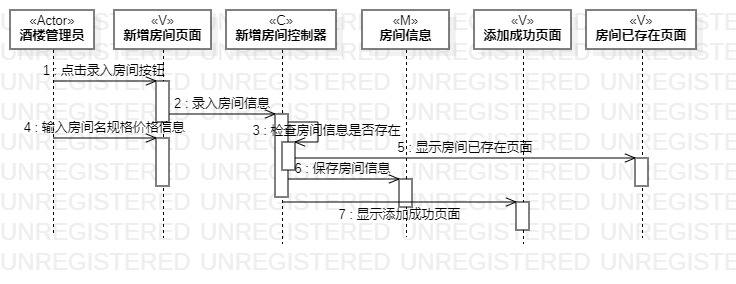 «Actor»
酒楼管理员
«V»
新增房间页面
«C»
新增房间控制器
«M»
房间信息
«V»
添加成功页面
«V»
房间已存在页面
1 : 点击录入房间按钮
2 : 录入房间信息
3 : 检查房间信息是否存在
4 : 输入房间名规格价格信息
5 : 显示房间已存在页面
6 : 保存房间信息
7 : 显示添加成功页面
UNREGISTERED UNREGISTERED UNREGISTERED UNREGISTERED